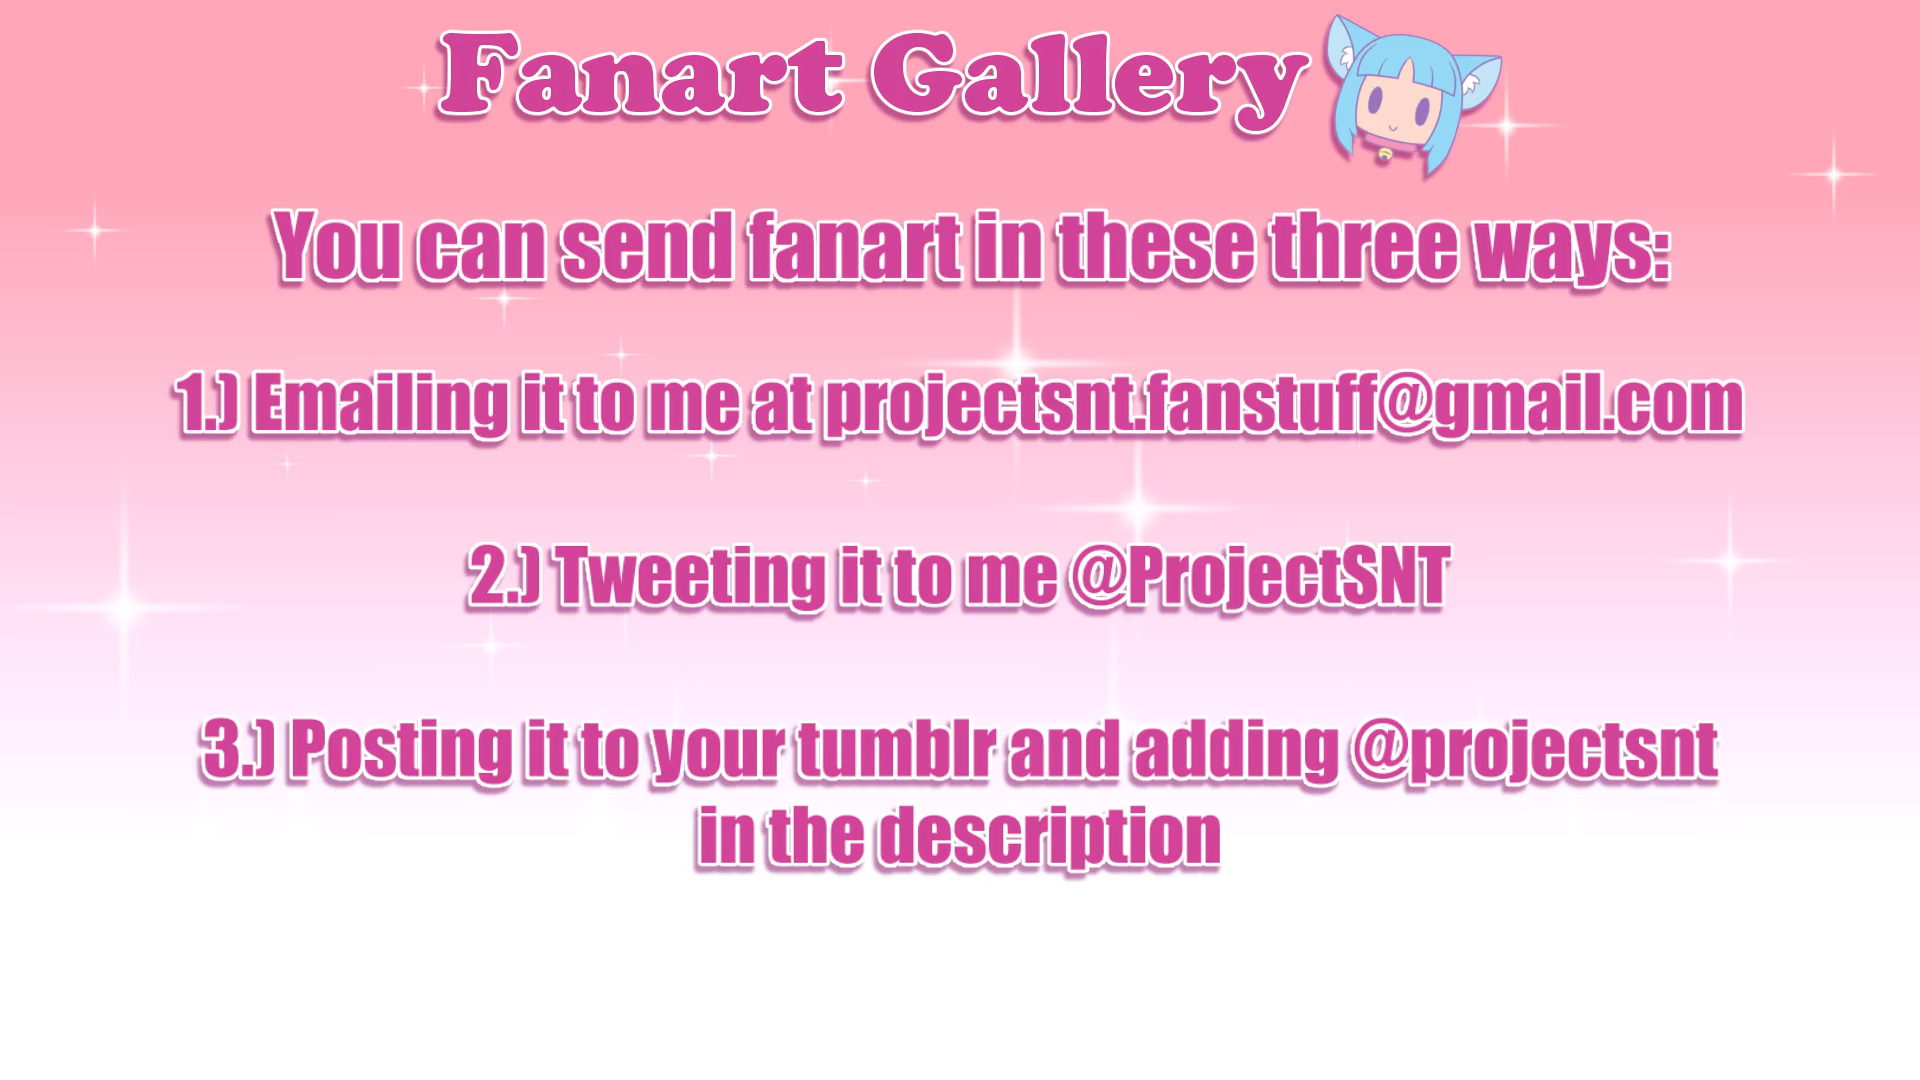 Fanart Gallery
You can send fanart in these three ways:
1.) Emailing it to me at projectsnt.fanstuff@gmail.com
2.) Tweeting it to me @ProjectSNT
3.) Posting it to your tumblr and adding @projectsnt
in the description